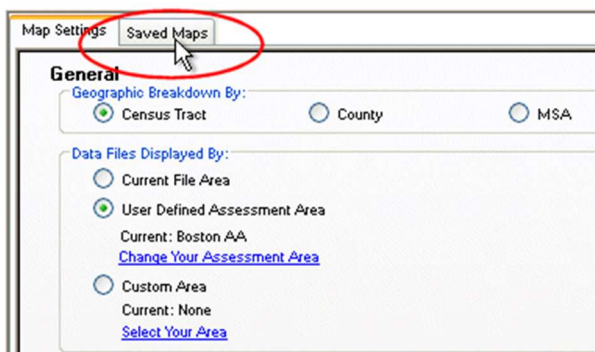 Map Settings Saved Maps
General
Geographic Breakdown By:
Census Tract County MSA
Data Files Displayed By:
Current File Area
User Defined Assessment Area
Current: Boston AA
Change Your Assessment Area
Custom Area
Current: None
Select Your Area